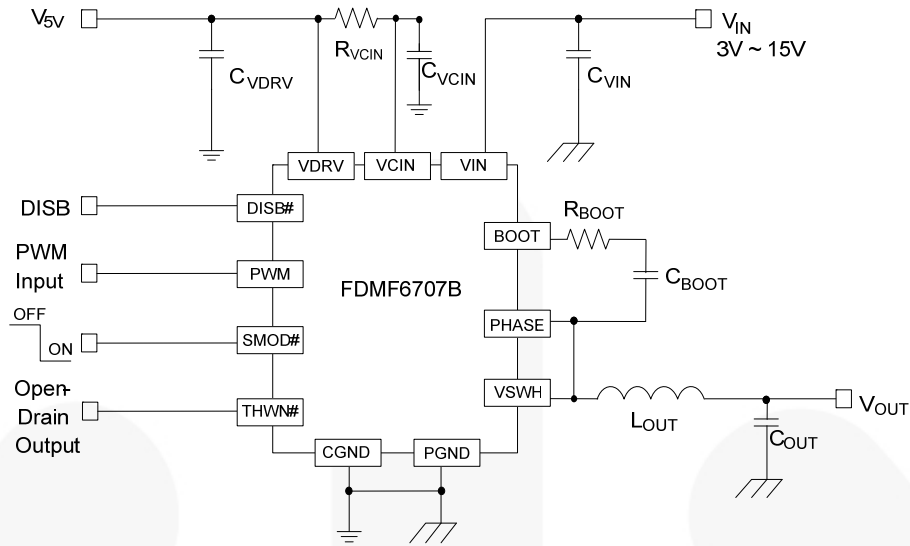 V5V
RVCIN
CVDRV
CVCIN
CVIN
VIN
3V ~ 15V
VDRV
VCIN
VIN
DISB
DISB#
BOOT
RBOOT
PWM
Input
PWM
FDMF6707B
CBOOT
OFF
ON
SMOD#
PHASE
Open-
Drain
Output
THWN#
VSWH
LOUT
VOUT
COUT
CGND
PGND